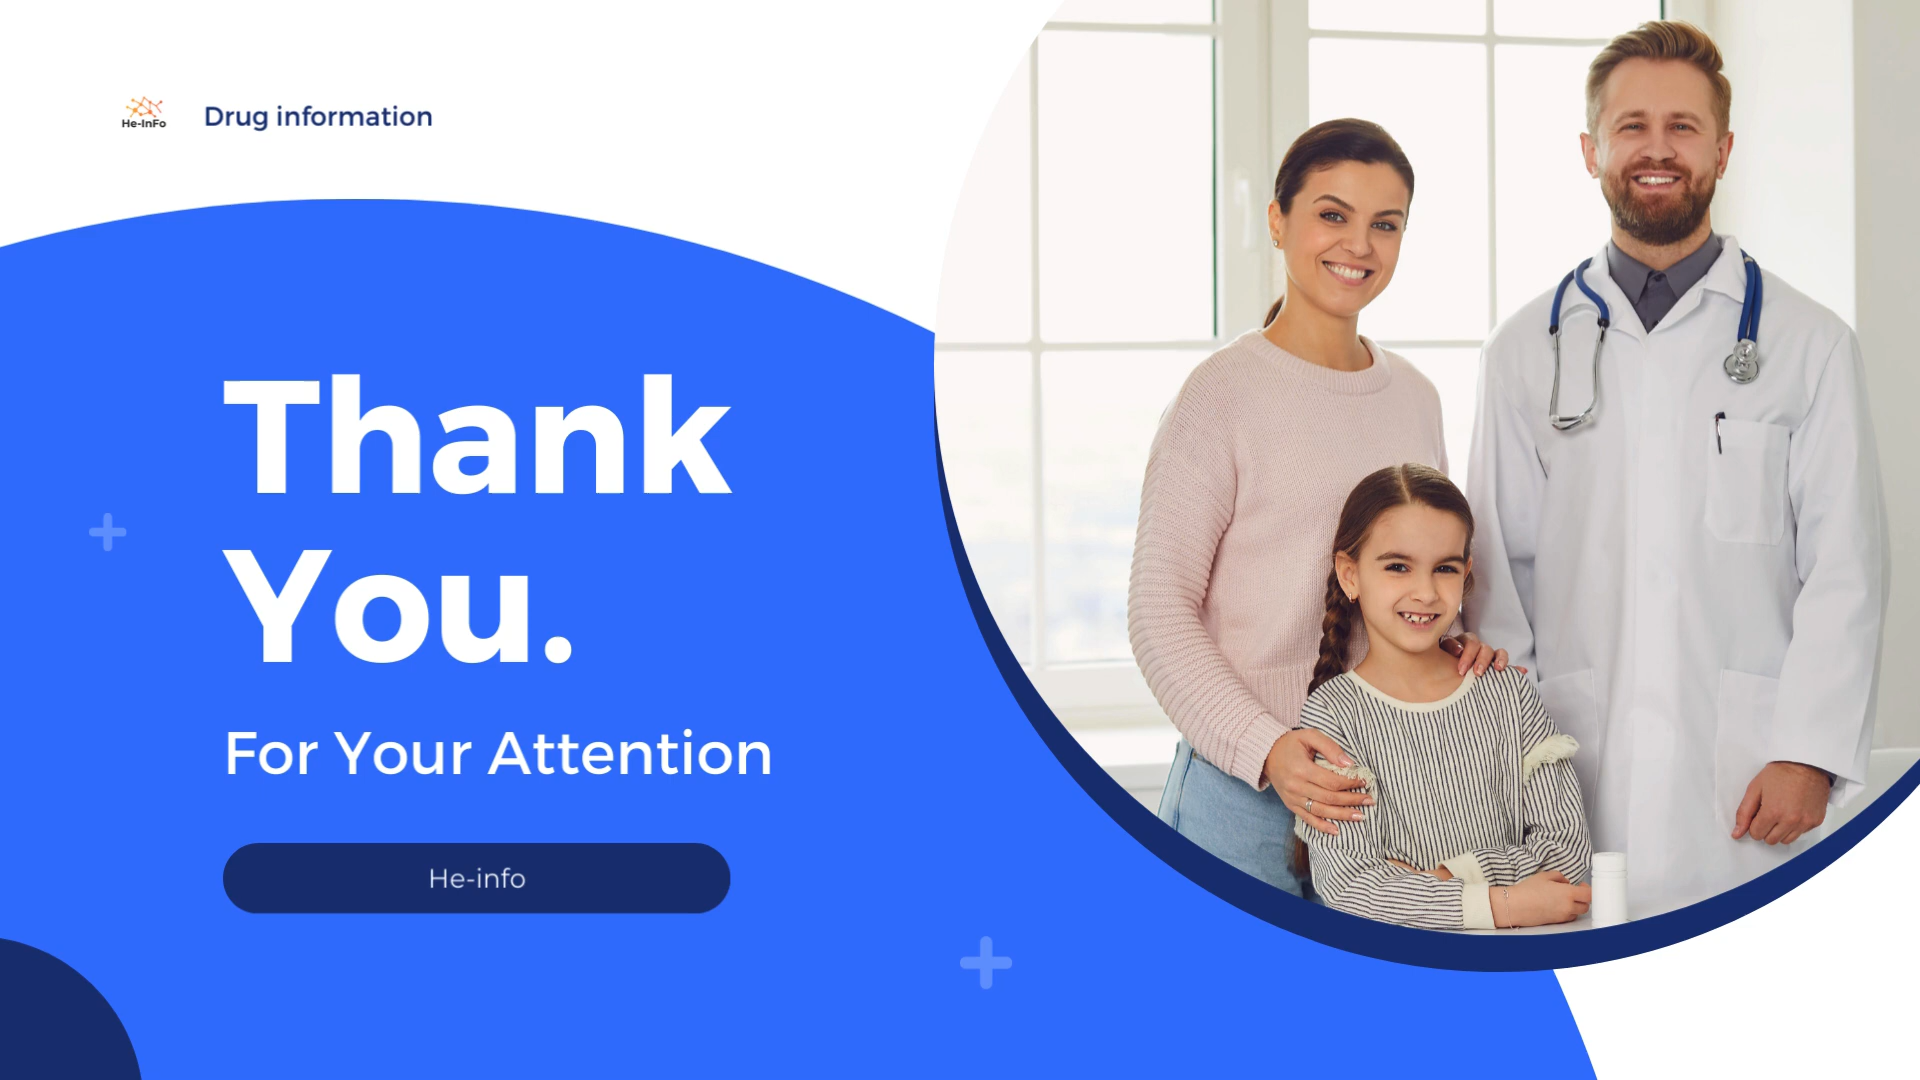 He-InFo
Drug information
Thank
You.
For Your Attention
He-info